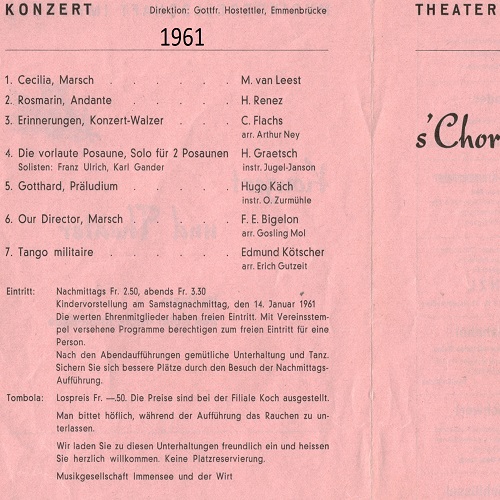 KONZERT Direktion: Gottfr. Hostettler, Emmenbrücke
1961
1. Cecilia, Marsch . . . . . . M. van Leest
2. Rosmarin, Andante . . . . . H. Renez
3. Erinnerungen, Konzert-Walzer . . . C. Flachs
arr. Arthur Ney
4. Die vorlaute Posaune, Solo für 2 Posaunen H. Graetsch
Solisten: Franz Ulrich, Karl Gander instr. Jugel-Janson
5. Gotthard, Präludium . . . . . Hugo Käch
instr. O. Zurmühle
6. Our Director, Marsch . . . . . F. E. Bigelon
arr. Gosling Mol
7. Tango militaire . . . . . . Edmund Kötscher
arr. Erich Gutzeit
Eintritt: Nachmittags Fr. 2.50, abends Fr. 3.30
Kindervorstellung am Samstagnachmittag, den 14. Januar 1961
Die werten Ehrenmitglieder haben freien Eintritt. Mit Vereinsstem-
pel versehene Programme berechtigen zum freien Eintritt für eine
Person.
Nach den Abendaufführungen gemütliche Unterhaltung und Tanz.
Sichern Sie sich bessere Plätze durch den Besuch der Nachmittags-
Aufführung.
Tombola: Lospreis Fr. —.50. Die Preise sind bei der Filiale Koch ausgestellt.
Man bittet höflich, während der Aufführung das Rauchen zu un-
terlassen.
Wir laden Sie zu diesen Unterhaltungen freundlich ein und heissen
Sie herzlich willkommen. Keine Platzreservierung.
Musikgesellschaft Immensee und der Wirt
THEATER
s'Chor